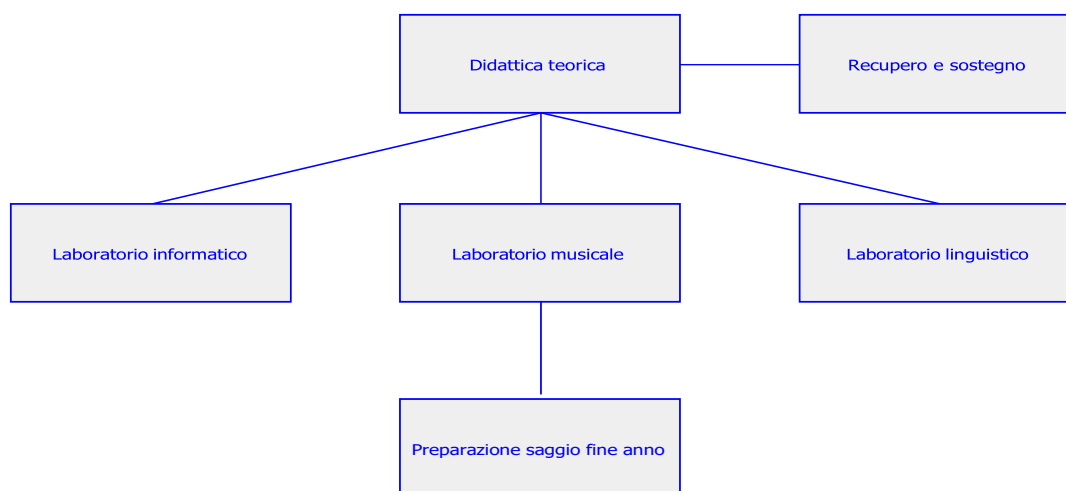 Didattica teorica
Recupero e sostegno
Laboratorio informatico
Laboratorio musicale
Laboratorio linguistico
Preparazione saggio fine anno